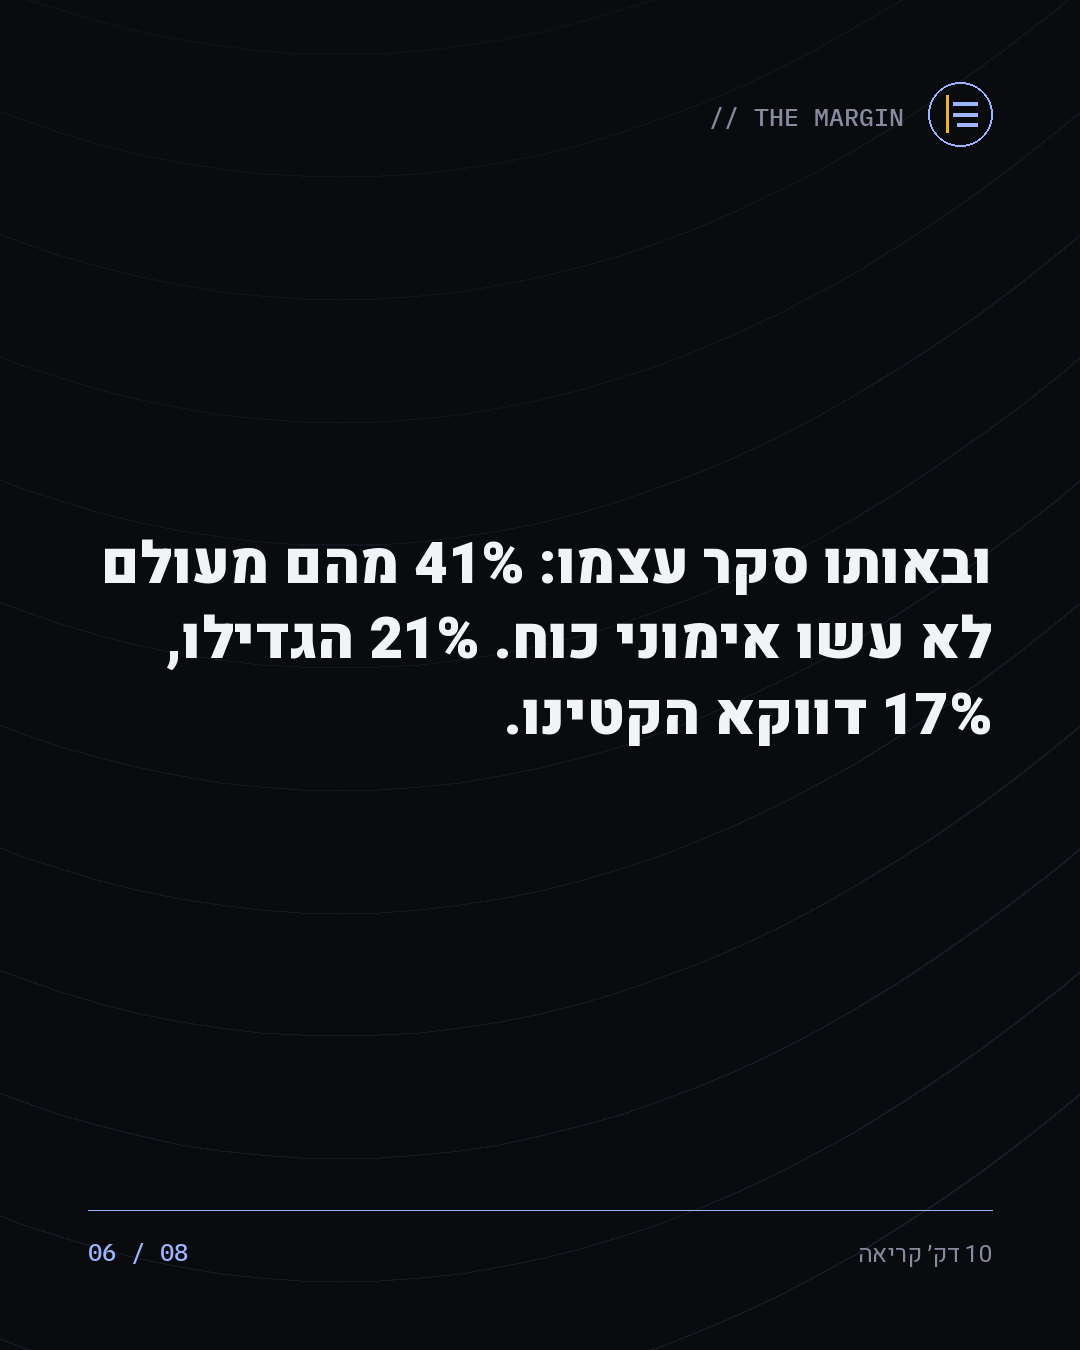 // THE MARGIN
ובאותו סקר עצמו: 41% מהם מעולם
לא עשו אימוני כוח. 21% הגדילו,
17% דווקא הקטינו.
06 / 08
10 דק׳ קריאה